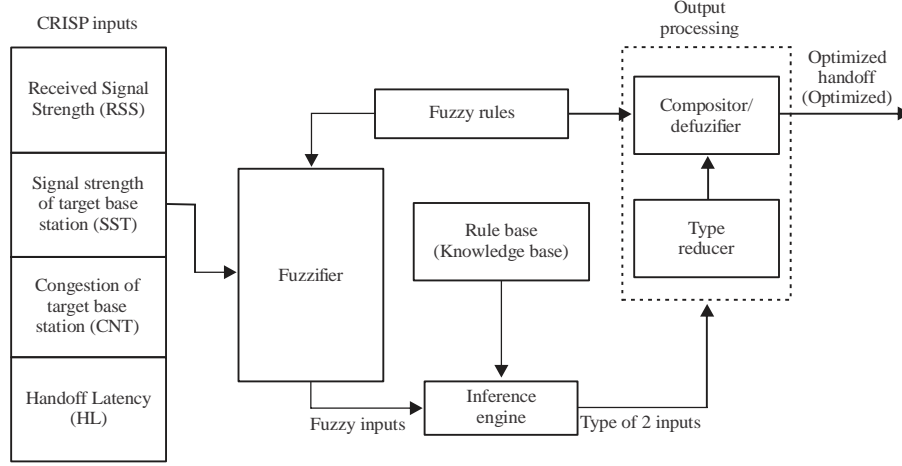 CRISP inputs
Received Signal
Strength (RSS)
Signal strength
of target base
station (SST)
Congestion of
target base
station (CNT)
Handoff Latency
(HL)
Fuzzifier
Fuzzy inputs
Fuzzy rules
Rule base
(Knowledge base)
Inference
engine
Type of 2 inputs
Output
processing
Compositor/
defuzifier
Type
reducer
Optimized
handoff
(Optimized)